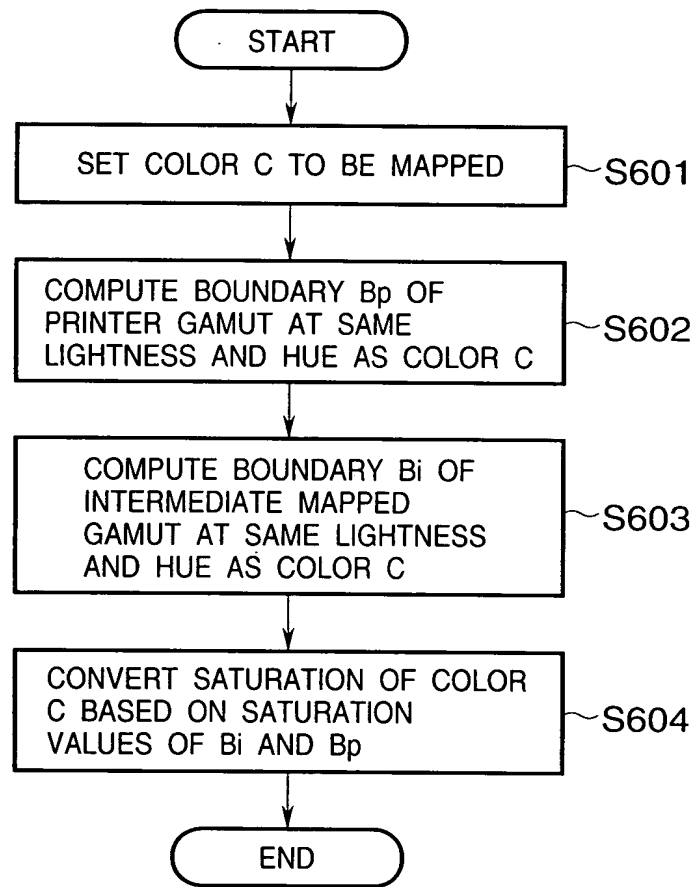 START
SET COLOR C TO BE MAPPED
S601
COMPUTE BOUNDARY Bp OF
PRINTER GAMUT AT SAME
LIGHTNESS AND HUE AS COLOR C
S602
COMPUTE BOUNDARY Bi OF
INTERMEDIATE MAPPED
GAMUT AT SAME LIGHTNESS
AND HUE AS COLOR C
S603
CONVERT SATURATION OF COLOR
C BASED ON SATURATION
VALUES OF Bi AND Bp
S604
END